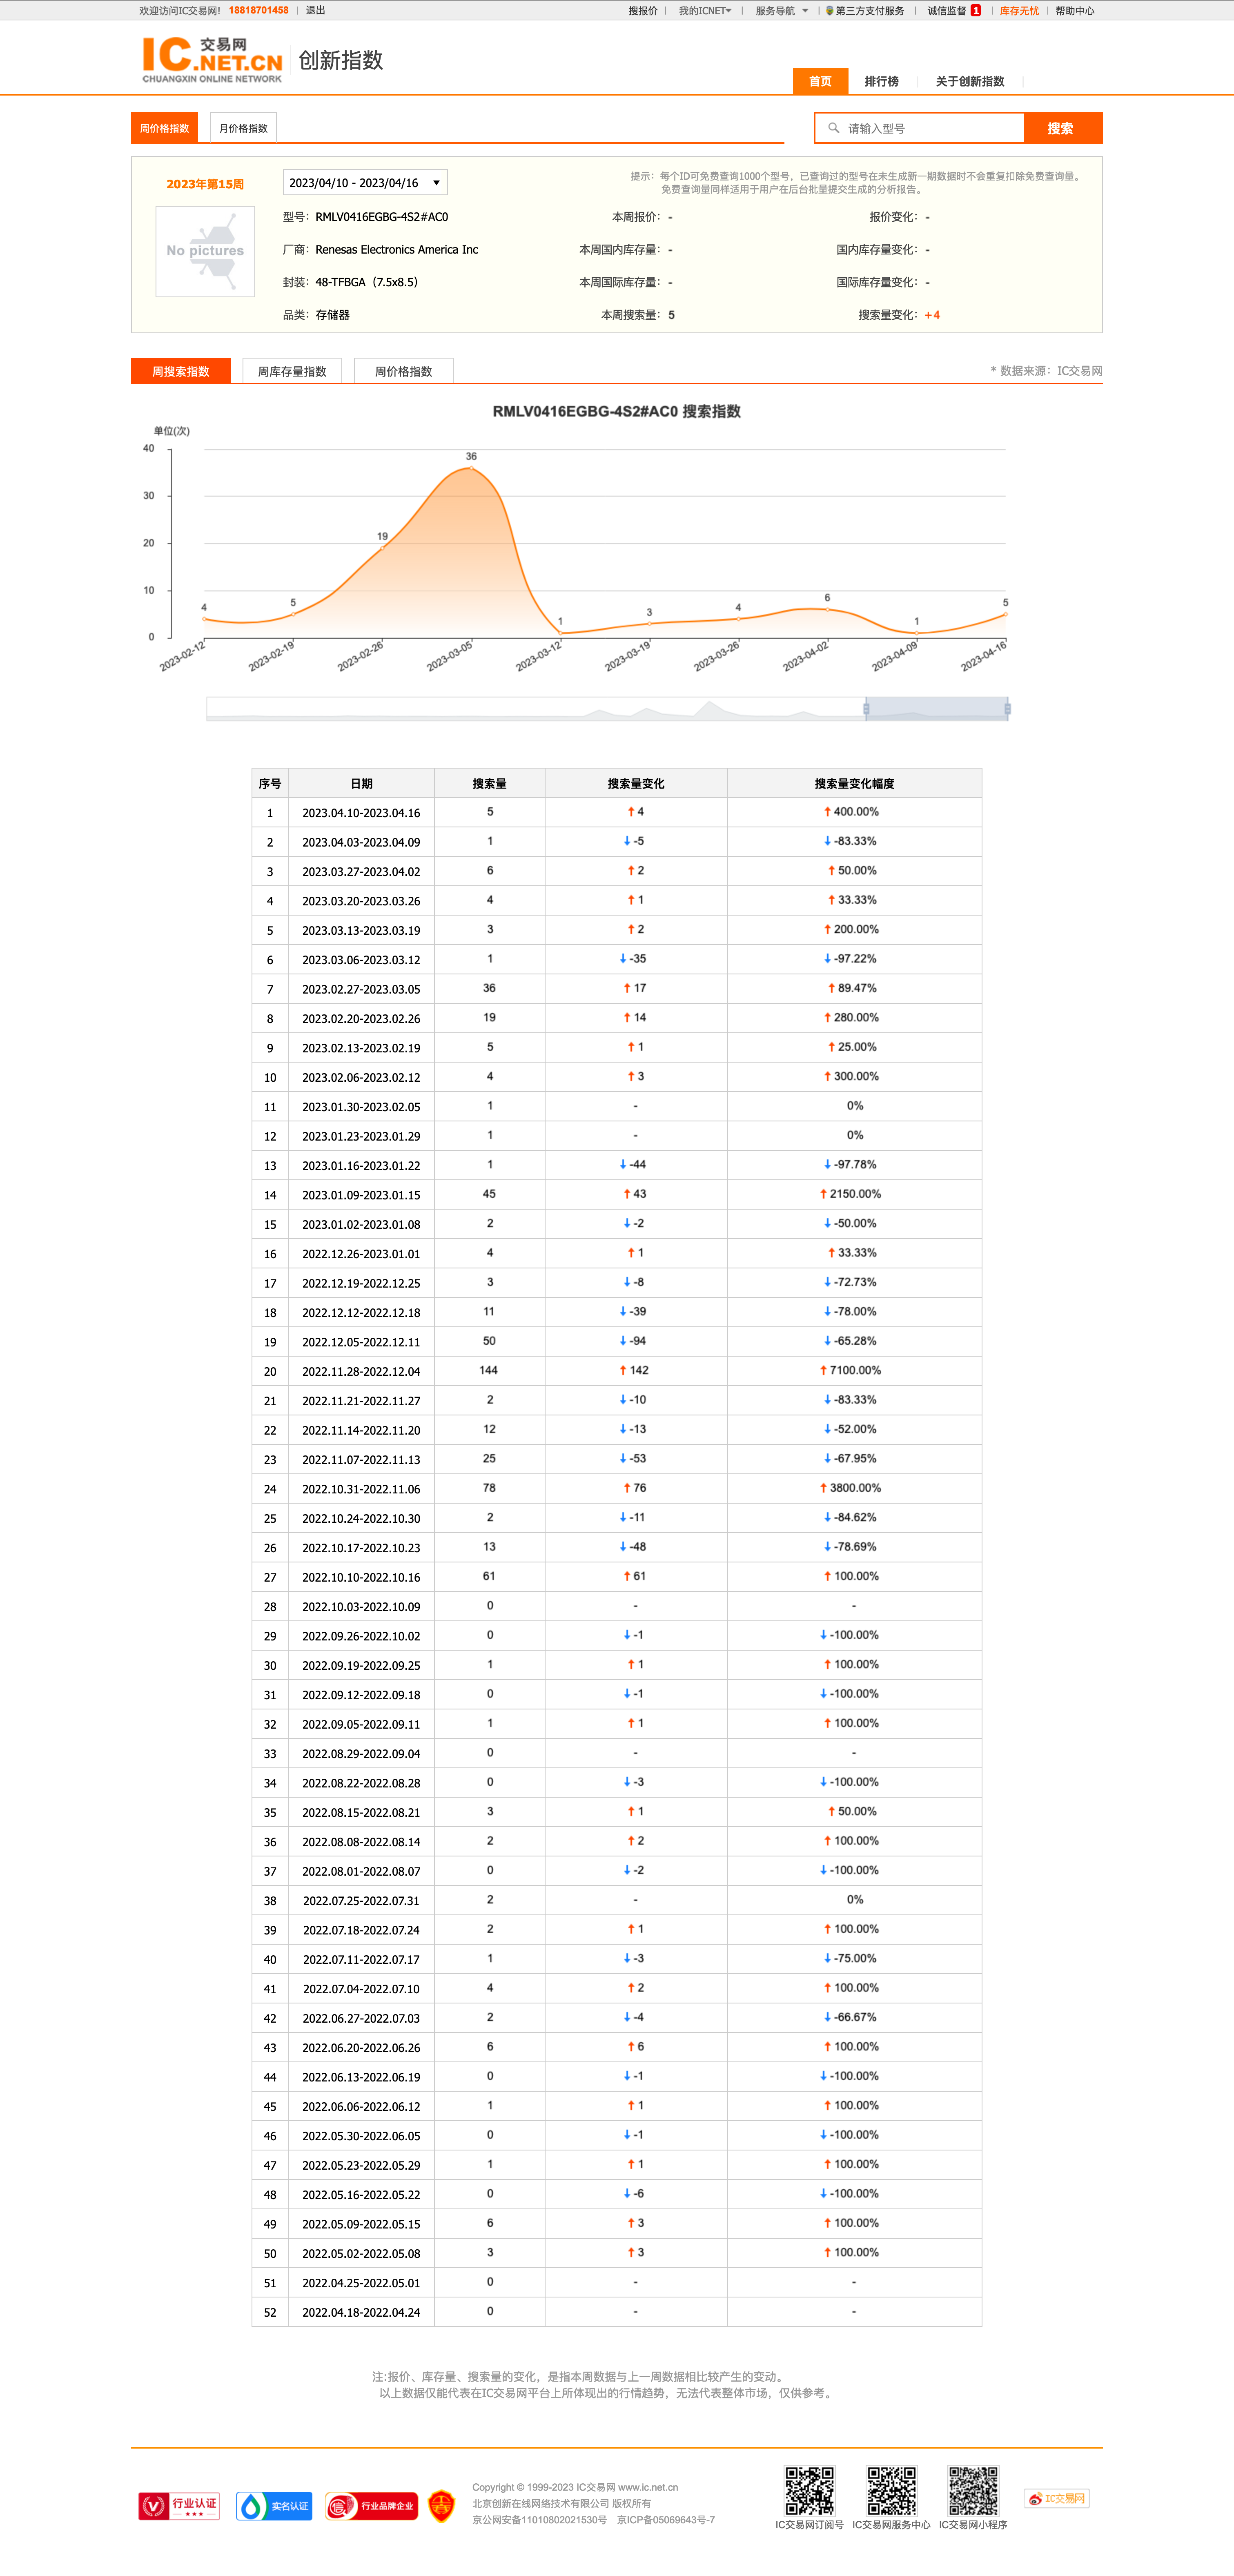 欢迎访问IC交易网! 18818701458 | 退出 搜报价 | 我的ICNET | 服务导航 | 第三方支付服务 | 诚信监督 1 | 库存无忧 | 帮助中心
IC 交易网
.NET.CN
CHUANGXIN ONLINE NETWORK
创新指数
首页 排行榜 关于创新指数
周价格指数 月价格指数 请输入型号 搜索
2023年第15周 2023/04/10 - 2023/04/16
提示：每个ID可免费查询1000个型号，已查询过的型号在未生成新一期数据时不会重复扣除免费查询量。
免费查询量同样适用于用户在后台批量提交生成的分析报告。
No pictures
型号：RMLV0416EGBG-4S2#AC0 本周报价：- 报价变化：-
厂商：Renesas Electronics America Inc 本周国内库存量：- 国内库存量变化：-
封装：48-TFBGA（7.5x8.5） 本周国际库存量：- 国际库存量变化：-
品类：存储器 本周搜索量：5 搜索量变化：+4
周搜索指数 周库存量指数 周价格指数 * 数据来源：IC交易网
RMLV0416EGBG-4S2#AC0 搜索指数
单位(次)
40
30
20
10
0
4 5 19 36 1 3 4 6 1 5
2023-02-12 2023-02-19 2023-02-26 2023-03-05 2023-03-12 2023-03-19 2023-03-26 2023-04-02 2023-04-09 2023-04-16
序号 日期 搜索量 搜索量变化 搜索量变化幅度
1 2023.04.10-2023.04.16 5 ↑4 ↑400.00%
2 2023.04.03-2023.04.09 1 ↓-5 ↓-83.33%
3 2023.03.27-2023.04.02 6 ↑2 ↑50.00%
4 2023.03.20-2023.03.26 4 ↑1 ↑33.33%
5 2023.03.13-2023.03.19 3 ↑2 ↑200.00%
6 2023.03.06-2023.03.12 1 ↓-35 ↓-97.22%
7 2023.02.27-2023.03.05 36 ↑17 ↑89.47%
8 2023.02.20-2023.02.26 19 ↑14 ↑280.00%
9 2023.02.13-2023.02.19 5 ↑1 ↑25.00%
10 2023.02.06-2023.02.12 4 ↑3 ↑300.00%
11 2023.01.30-2023.02.05 1 - 0%
12 2023.01.23-2023.01.29 1 - 0%
13 2023.01.16-2023.01.22 1 ↓-44 ↓-97.78%
14 2023.01.09-2023.01.15 45 ↑43 ↑2150.00%
15 2023.01.02-2023.01.08 2 ↓-2 ↓-50.00%
16 2022.12.26-2023.01.01 4 ↑1 ↑33.33%
17 2022.12.19-2022.12.25 3 ↓-8 ↓-72.73%
18 2022.12.12-2022.12.18 11 ↓-39 ↓-78.00%
19 2022.12.05-2022.12.11 50 ↓-94 ↓-65.28%
20 2022.11.28-2022.12.04 144 ↑142 ↑7100.00%
21 2022.11.21-2022.11.27 2 ↓-10 ↓-83.33%
22 2022.11.14-2022.11.20 12 ↓-13 ↓-52.00%
23 2022.11.07-2022.11.13 25 ↓-53 ↓-67.95%
24 2022.10.31-2022.11.06 78 ↑76 ↑3800.00%
25 2022.10.24-2022.10.30 2 ↓-11 ↓-84.62%
26 2022.10.17-2022.10.23 13 ↓-48 ↓-78.69%
27 2022.10.10-2022.10.16 61 ↑61 ↑100.00%
28 2022.10.03-2022.10.09 0 - -
29 2022.09.26-2022.10.02 0 ↓-1 ↓-100.00%
30 2022.09.19-2022.09.25 1 ↑1 ↑100.00%
31 2022.09.12-2022.09.18 0 ↓-1 ↓-100.00%
32 2022.09.05-2022.09.11 1 ↑1 ↑100.00%
33 2022.08.29-2022.09.04 0 - -
34 2022.08.22-2022.08.28 0 ↓-3 ↓-100.00%
35 2022.08.15-2022.08.21 3 ↑1 ↑50.00%
36 2022.08.08-2022.08.14 2 ↑2 ↑100.00%
37 2022.08.01-2022.08.07 0 ↓-2 ↓-100.00%
38 2022.07.25-2022.07.31 2 - 0%
39 2022.07.18-2022.07.24 2 ↑1 ↑100.00%
40 2022.07.11-2022.07.17 1 ↓-3 ↓-75.00%
41 2022.07.04-2022.07.10 4 ↑2 ↑100.00%
42 2022.06.27-2022.07.03 2 ↓-4 ↓-66.67%
43 2022.06.20-2022.06.26 6 ↑6 ↑100.00%
44 2022.06.13-2022.06.19 0 ↓-1 ↓-100.00%
45 2022.06.06-2022.06.12 1 ↑1 ↑100.00%
46 2022.05.30-2022.06.05 0 ↓-1 ↓-100.00%
47 2022.05.23-2022.05.29 1 ↑1 ↑100.00%
48 2022.05.16-2022.05.22 0 ↓-6 ↓-100.00%
49 2022.05.09-2022.05.15 6 ↑3 ↑100.00%
50 2022.05.02-2022.05.08 3 ↑3 ↑100.00%
51 2022.04.25-2022.05.01 0 - -
52 2022.04.18-2022.04.24 0 - -
注:报价、库存量、搜索量的变化，是指本周数据与上一周数据相比较产生的变动。
以上数据仅能代表在IC交易网平台上所体现出的行情趋势，无法代表整体市场，仅供参考。
行业认证 实名认证 信 行业品牌企业
Copyright © 1999-2023 IC交易网 www.ic.net.cn
北京创新在线网络技术有限公司 版权所有
京公网安备11010802021530号 京ICP备05069643号-7
IC交易网订阅号 IC交易网服务中心 IC交易网小程序
IC交易网